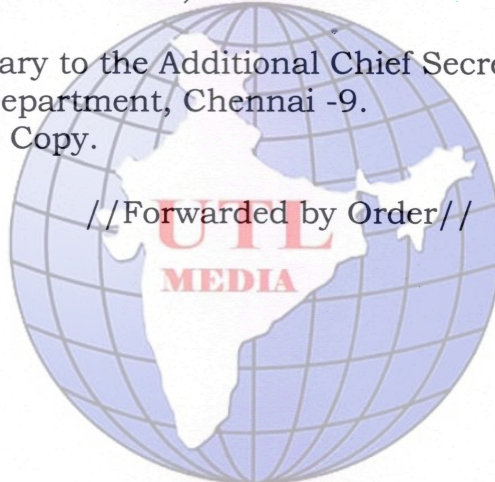 ary to the Additional Chief Secre
epartment, Chennai -9.
Copy.
//Forwarded by Order//
UTL
MEDIA